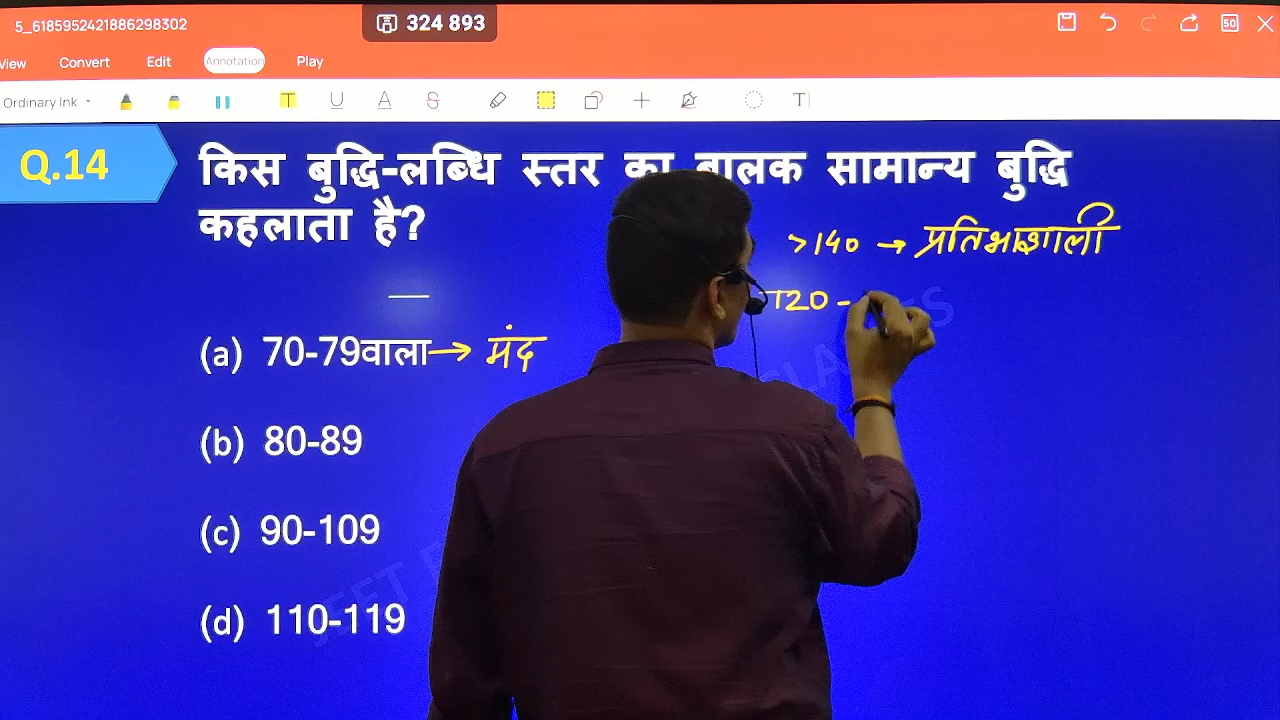 5_6185952421886298302
324 893
50
View Convert Edit Annotation Play
Ordinary Ink
Q.14 किस बुद्धि-लब्धि स्तर का बालक सामान्य बुद्धि
कहलाता है?
>140 → प्रतिभाशाली
120 -
(a) 70-79वाला → मंद
(b) 80-89
(c) 90-109
(d) 110-119